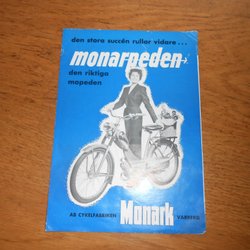 den stora succén rullar vidare...
monarpeden
den riktiga
mopeden
AB CYKELFABRIKEN Monark VARBERG